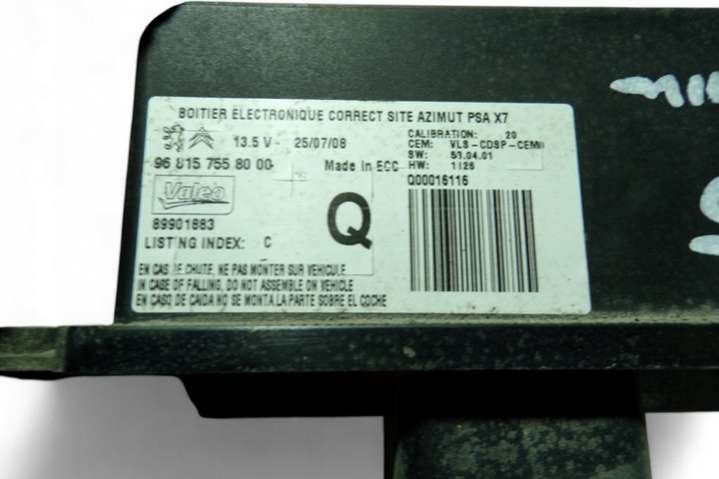 BOITIER ELECTRONIQUE CORRECT SITE AZIMUT PSA X7
13.5 V - 25/07/08
CALIBRATION: 20
CEM: VLS-CDSP-CEM
96 815 755 80 00
Made in ECC
SW: 53.04.01
HW: 1126
Q00016116
Valeo
Q
89901883
LISTING INDEX: C
EN CAS DE CHUTE, NE PAS MONTER SUR VEHICULE
IN CASE OF FALLING, DO NOT ASSEMBLE ON VEHICLE
EN CASO DE CAIDA NO SE MONTA LA PARTE SOBRE EL COCHE